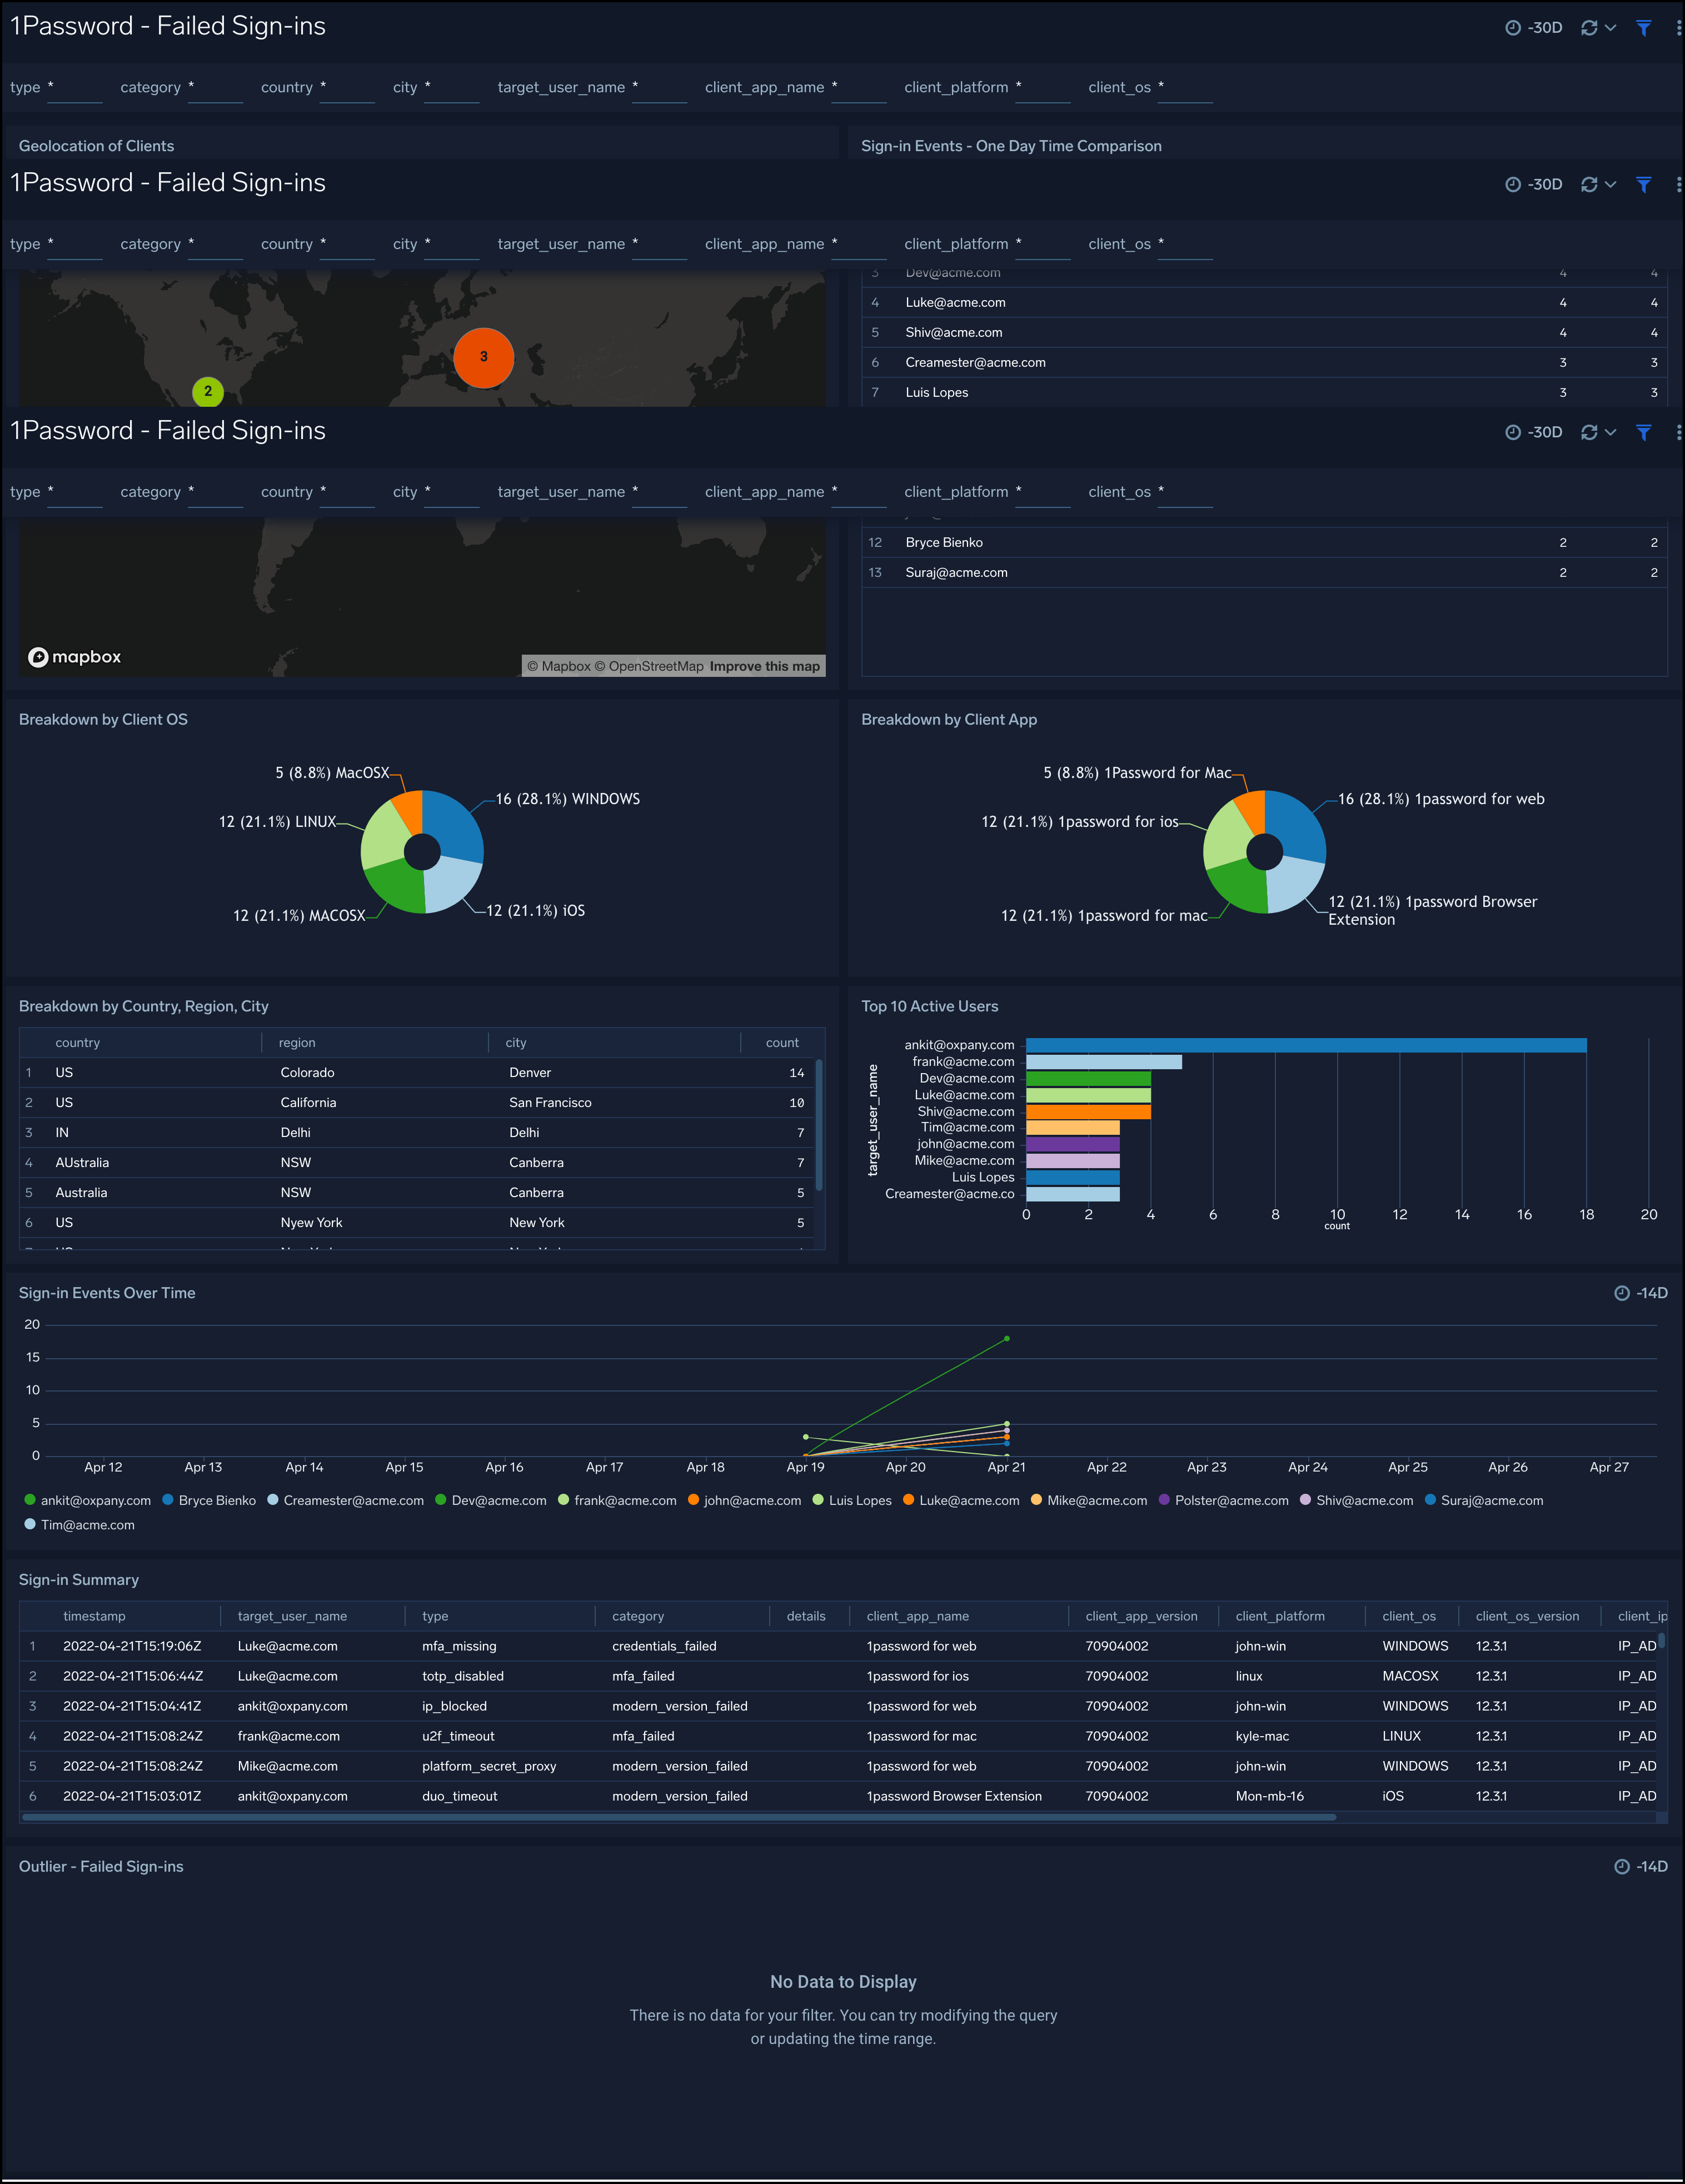 1Password - Failed Sign-ins
-30D
type * category * country * city * target_user_name * client_app_name * client_platform * client_os *
Geolocation of Clients
Sign-in Events - One Day Time Comparison
1Password - Failed Sign-ins
-30D
type * category * country * city * target_user_name * client_app_name * client_platform * client_os *
3
2
3 Dev@acme.com 4 4
4 Luke@acme.com 4 4
5 Shiv@acme.com 4 4
6 Creamester@acme.com 3 3
7 Luis Lopes 3 3
1Password - Failed Sign-ins
-30D
type * category * country * city * target_user_name * client_app_name * client_platform * client_os *
mapbox
© Mapbox © OpenStreetMap Improve this map
12 Bryce Bienko 2 2
13 Suraj@acme.com 2 2
Breakdown by Client OS
5 (8.8%) MacOSX
16 (28.1%) WINDOWS
12 (21.1%) LINUX
12 (21.1%) MACOSX
12 (21.1%) iOS
Breakdown by Client App
5 (8.8%) 1Password for Mac
16 (28.1%) 1password for web
12 (21.1%) 1password for ios
12 (21.1%) 1password for mac
12 (21.1%) 1password Browser
Extension
Breakdown by Country, Region, City
country region city count
1 US Colorado Denver 14
2 US California San Francisco 10
3 IN Delhi Delhi 7
4 AUstralia NSW Canberra 7
5 Australia NSW Canberra 5
6 US Nyew York New York 5
Top 10 Active Users
target_user_name
ankit@oxpany.com
frank@acme.com
Dev@acme.com
Luke@acme.com
Shiv@acme.com
Tim@acme.com
john@acme.com
Mike@acme.com
Luis Lopes
Creamester@acme.co
0 2 4 6 8 10 12 14 16 18 20
count
Sign-in Events Over Time
-14D
20
15
10
5
0
Apr 12 Apr 13 Apr 14 Apr 15 Apr 16 Apr 17 Apr 18 Apr 19 Apr 20 Apr 21 Apr 22 Apr 23 Apr 24 Apr 25 Apr 26 Apr 27
ankit@oxpany.com Bryce Bienko Creamester@acme.com Dev@acme.com frank@acme.com john@acme.com Luis Lopes Luke@acme.com Mike@acme.com Polster@acme.com Shiv@acme.com Suraj@acme.com
Tim@acme.com
Sign-in Summary
timestamp target_user_name type category details client_app_name client_app_version client_platform client_os client_os_version client_ip
1 2022-04-21T15:19:06Z Luke@acme.com mfa_missing credentials_failed 1password for web 70904002 john-win WINDOWS 12.3.1 IP_AD
2 2022-04-21T15:06:44Z Luke@acme.com totp_disabled mfa_failed 1password for ios 70904002 linux MACOSX 12.3.1 IP_AD
3 2022-04-21T15:04:41Z ankit@oxpany.com ip_blocked modern_version_failed 1password for web 70904002 john-win WINDOWS 12.3.1 IP_AD
4 2022-04-21T15:08:24Z frank@acme.com u2f_timeout mfa_failed 1password for mac 70904002 kyle-mac LINUX 12.3.1 IP_AD
5 2022-04-21T15:08:24Z Mike@acme.com platform_secret_proxy modern_version_failed 1password for web 70904002 john-win WINDOWS 12.3.1 IP_AD
6 2022-04-21T15:03:01Z ankit@oxpany.com duo_timeout modern_version_failed 1password Browser Extension 70904002 Mon-mb-16 iOS 12.3.1 IP_AD
Outlier - Failed Sign-ins
-14D
No Data to Display
There is no data for your filter. You can try modifying the query
or updating the time range.